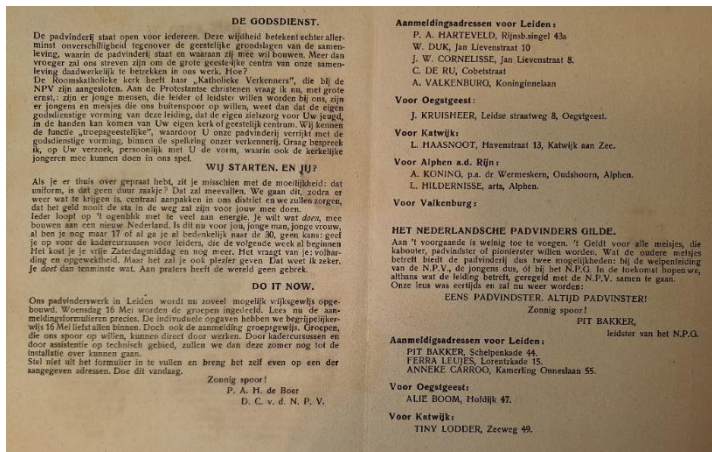 DE GODSDIENST.
De padvinderij staat open voor iedereen. Deze wijdheid betekent echter aller-
minst onverschilligheid tegenover de geestelijke grondslagen van de samen-
leving, waarin de padvinderij staat en waaraan zij mee wil bouwen. Meer dan
vroeger zal ons streven zijn om de grote geestelijke centra van onze samen-
leving daadwerkelijk te betrekken in ons werk. Hoe?
De Roomskatholieke kerk heeft haar „Katholieke Verkenners", die bij de
NPV zijn aangesloten. Aan de Protestantse christenen vraag ik nu, met grote
ernst,: zijn er jonge mensen, die leider of leidster willen worden bij ons, zijn
er jongens en meisjes die ons buitenspoor op willen, weet dan dat de eigen
godsdienstige vorming van deze leiding, dat de eigen zielszorg voor Uw jeugd,
in de handen kan komen van Uw eigen kerk of geestelijk centrum. Wij kennen
de functie „troepsgeestelijke", waardoor U onze padvinderij verrijkt met de
godsdienstige vorming, binnen de spelkring onzer verkennerij. Graag bespreek
ik, op Uw verzoek, persoonlijk met U de vorm, waarin ook de kerkelijke
jongeren mee kunnen doen in ons spel.
WIJ STARTEN. EN JIJ?
Als je er thuis over gepraat hebt, zit je misschien met de moeilijkheid: dat
uniform, is dat geen duur zaakje? Dat zal meevallen. We gaan dit, zodra er
weer wat te krijgen is, centraal aanpakken in ons district en we zullen zorgen,
dat het geld nooit de sta in de weg zal zijn voor jouw mee doen.
Ieder loopt op 't ogenblik met te veel aan energie. Je wilt wat doen, mee
bouwen aan een nieuw Nederland. Is dit nu voor jou, jonge man, jonge vrouw,
al ben je nog maar 17 of al ga je al bedenkelijk naar de 30, geen kans: geef
je op voor de kadercursussen voor leiders, die de volgende week al beginnen
Het kost je je vrije Zaterdagmiddag en nog meer. Het vraagt van je: volhar-
ding en opgewektheid. Maar het zal je ook plezier geven. Dat weet ik zeker.
Je doet dan tenminste wat. Aan praters heeft de wereld geen gebrek.
DO IT NOW.
Ons padvinderswerk in Leiden wordt nu zoveel mogelijk wijksgewijs opge-
bouwd. Woensdag 16 Mei worden de groepen ingedeeld. Lees nu de aan-
meldingsformulieren precies. De individuele opgaven hebben we begrijpelijker-
wijs 16 Mei liefst allen binnen. Doch ook de aanmelding groepsgewijs. Groepen,
die ons spoor op willen, kunnen direct door werken. Door kadercursussen en
door assistentie op technisch gebied, zullen we dan deze zomer nog tot de
installatie over kunnen gaan.
Stel niet uit het formulier in te vullen en breng het zelf even op een der
aangegeven adressen. Doe dit vandaag.
Zonnig spoor!
P. A. H. de Boer
D. C. v. d. N. P. V.
Aanmeldingsadressen voor Leiden:
P. A. HARTEVELD, Rijnsb.singel 43a
W. DUK, Jan Lievenstraat 10
J. W. CORNELISSE, Jan Lievenstraat 8.
C. DE RU, Cobetstraat
A. VALKENBURG, Koninginnelaan
Voor Oegstgeest:
J. KRUISHEER, Leidse straatweg 8, Oegstgeest.
Voor Katwijk:
L. HAASNOOT, Havenstraat 13, Katwijk aan Zee.
Voor Alphen a.d. Rijn:
A. KONING, p.a. dr Wermeskern, Oudshoorn, Alphen.
L. HILDERNISSE, arts, Alphen.
Voor Valkenburg:
HET NEDERLANDSCHE PADVINDERS GILDE.
Aan 't voorgaande is weinig toe te voegen. 't Geldt voor alle meisjes, die
kabouter, padvindster of pionierster willen worden. Wat de oudere meisjes
betreft biedt de padvinderij dus twee mogelijkheden: bij de welpenleiding
van de N.P.V., de jongens dus, óf bij het N.P.G. In de toekomst hopen we,
althans wat de leiding betreft, geregeld met de N.P.V. samen te gaan.
Onze leus was eertijds en zal nu weer worden:
EENS PADVINDSTER. ALTIJD PADVINSTER!
Zonnig spoor!
PIT BAKKER,
leidster van het N.P.G.
Aanmeldingsadressen voor Leiden:
PIT BAKKER, Schelpenkade 44.
FERRA LEUJES, Lorentzkade 15.
ANNEKE CARROO, Kamerling Onneslaan 55.
Voor Oegstgeest:
ALIE BOOM, Hofdijk 47.
Voor Katwijk:
TINY LODDER, Zeeweg 49.